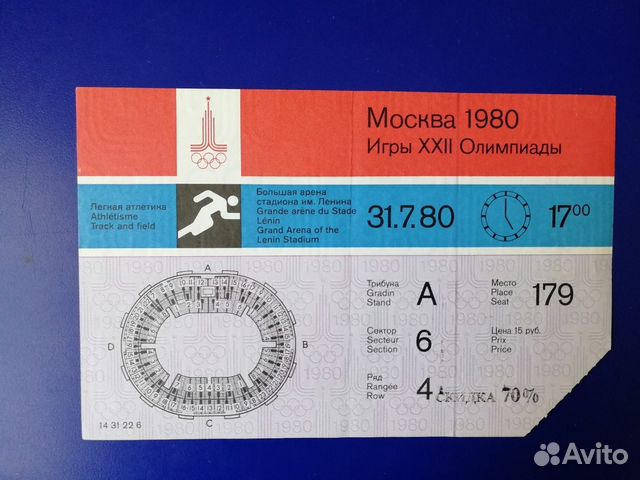 Москва 1980
Игры XXII Олимпиады
Легкая атлетика
Athlétisme
Track and field
Большая арена
стадиона им. Ленина
Grande arène du Stade
Lénin
Grand Arena of the
Lenin Stadium
31.7.80
17⁰⁰
Трибуна
Gradin
Stand
A
Место
Place
Seat
179
Сектор
Secteur
Section
6
Цена 15 руб.
Prix
Price
Ряд
Rangée
Row
4
СКИДКА 70%
A
B
C
D
14 31 22 6
Avito